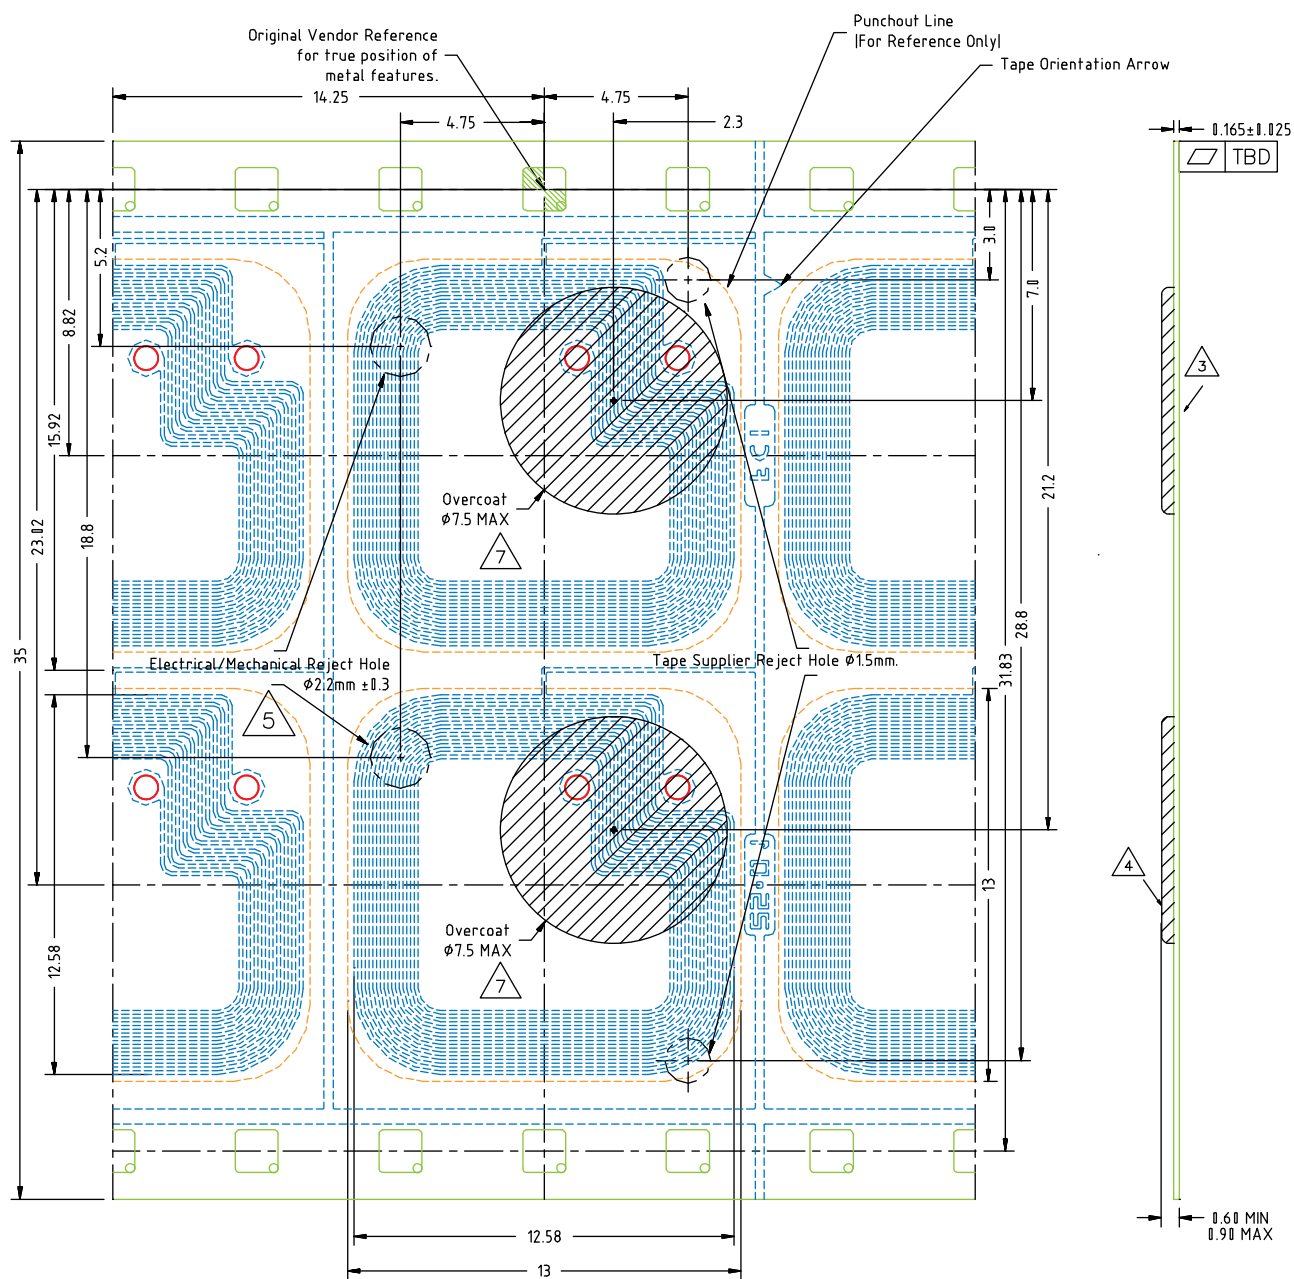 Original Vendor Reference
for true position of
metal features.
Punchout Line
|For Reference Only|
Tape Orientation Arrow
14.25
4.75
4.75
2.3
0.165±0.025
TBD
5.2
3.0
7.0
8.82
3
15.92
ECI
Overcoat
Ø7.5 MAX
7
21.2
23.02
18.8
28.8
35
Electrical/Mechanical Reject Hole
Ø2.2mm ±0.3
5
Tape Supplier Reject Hole Ø1.5mm.
31.83
4
13
Overcoat
Ø7.5 MAX
7
12.58
12.58
13
0.60 MIN
0.90 MAX